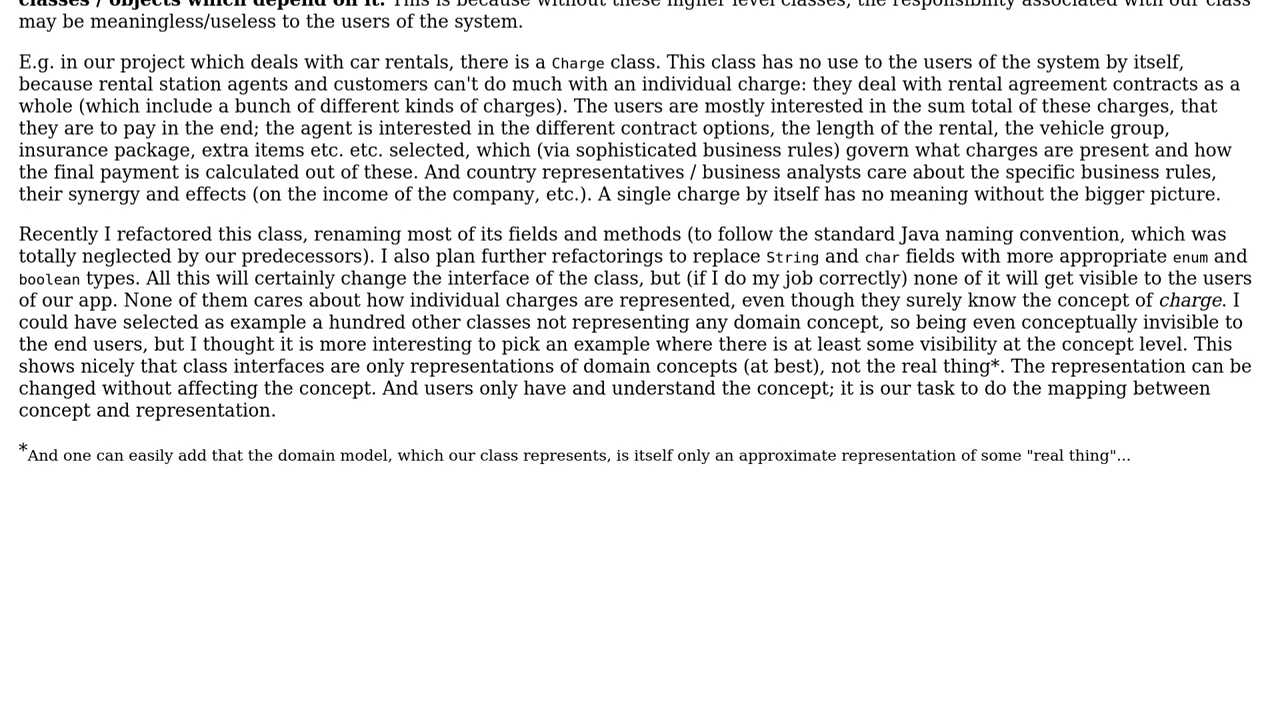 classes / objects which depend on it. This is because without these higher level classes, the responsibility associated with our class
may be meaningless/useless to the users of the system.
E.g. in our project which deals with car rentals, there is a Charge class. This class has no use to the users of the system by itself,
because rental station agents and customers can't do much with an individual charge: they deal with rental agreement contracts as a
whole (which include a bunch of different kinds of charges). The users are mostly interested in the sum total of these charges, that
they are to pay in the end; the agent is interested in the different contract options, the length of the rental, the vehicle group,
insurance package, extra items etc. etc. selected, which (via sophisticated business rules) govern what charges are present and how
the final payment is calculated out of these. And country representatives / business analysts care about the specific business rules,
their synergy and effects (on the income of the company, etc.). A single charge by itself has no meaning without the bigger picture.
Recently I refactored this class, renaming most of its fields and methods (to follow the standard Java naming convention, which was
totally neglected by our predecessors). I also plan further refactorings to replace String and char fields with more appropriate enum and
boolean types. All this will certainly change the interface of the class, but (if I do my job correctly) none of it will get visible to the users
of our app. None of them cares about how individual charges are represented, even though they surely know the concept of charge. I
could have selected as example a hundred other classes not representing any domain concept, so being even conceptually invisible to
the end users, but I thought it is more interesting to pick an example where there is at least some visibility at the concept level. This
shows nicely that class interfaces are only representations of domain concepts (at best), not the real thing*. The representation can be
changed without affecting the concept. And users only have and understand the concept; it is our task to do the mapping between
concept and representation.
*And one can easily add that the domain model, which our class represents, is itself only an approximate representation of some "real thing"...